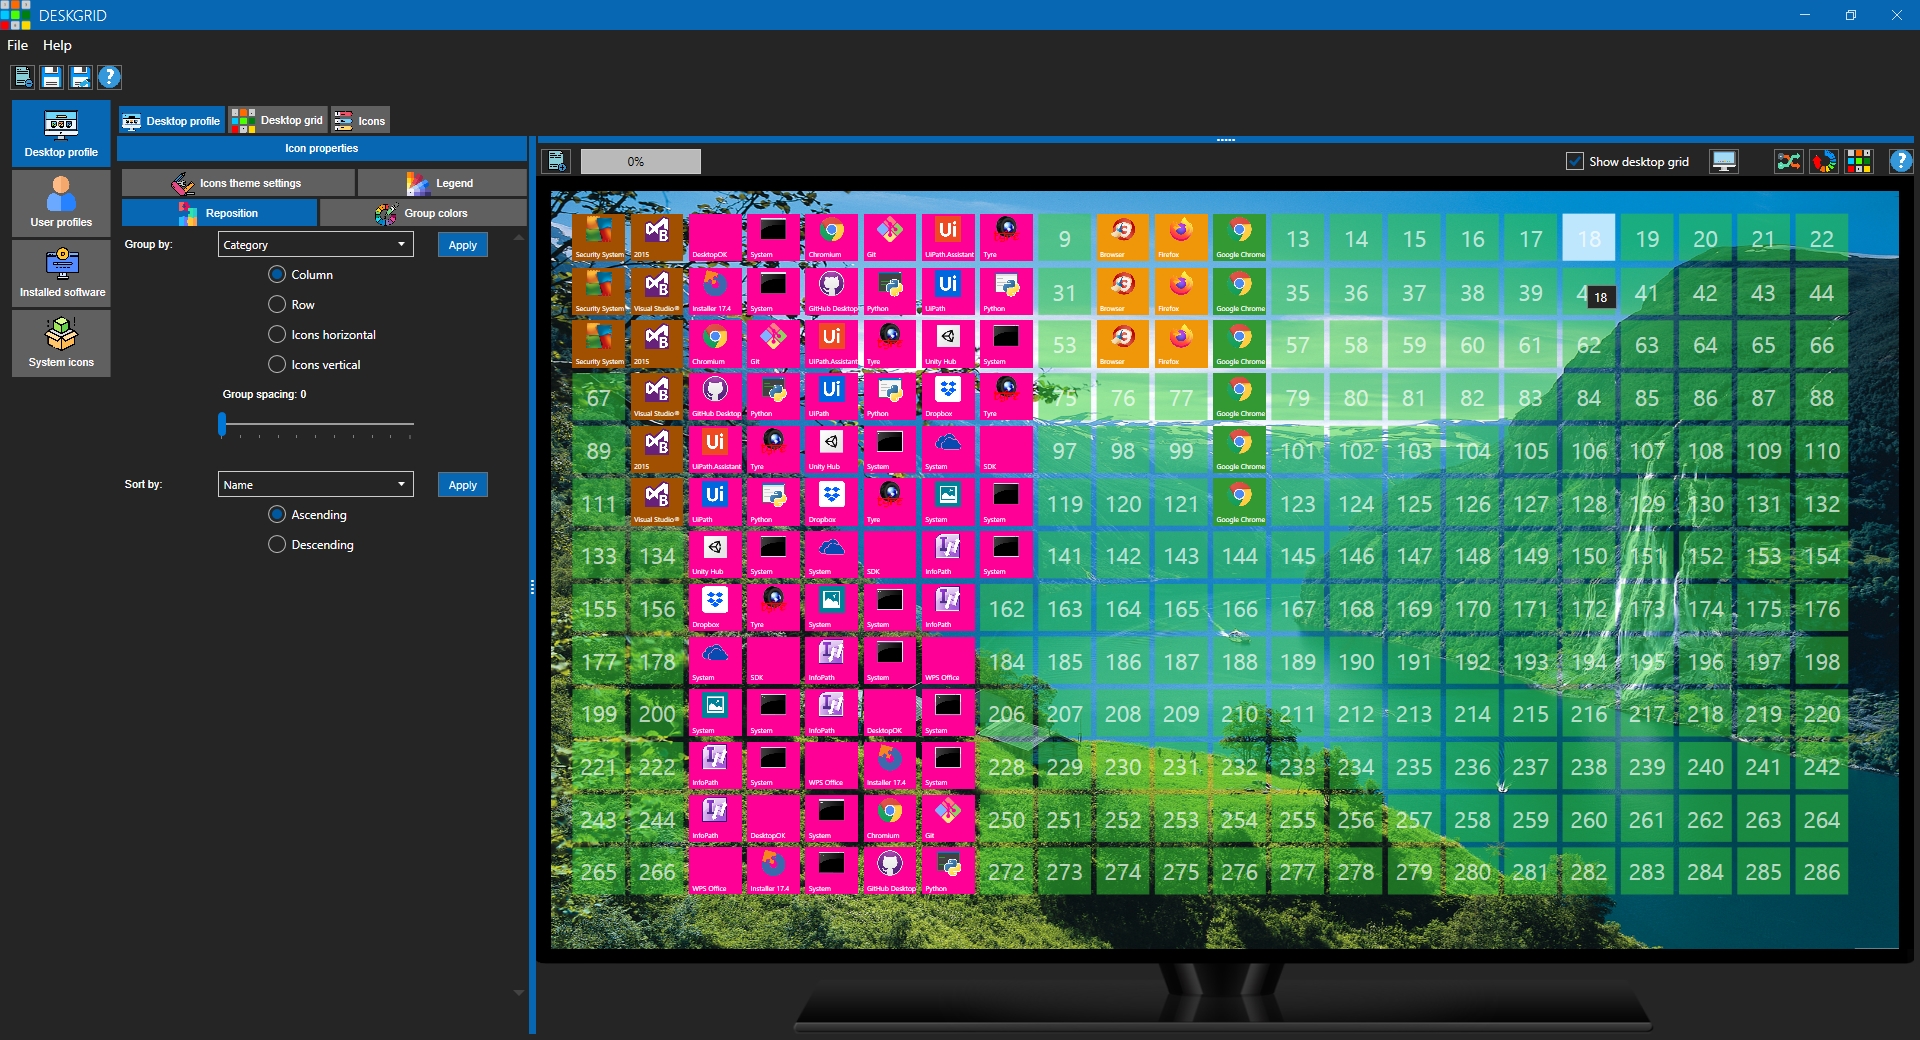 DESKGRID
File Help
Desktop profile
User profiles
Installed software
System icons
Desktop profile Desktop grid Icons
Icon properties
Icons theme settings Legend
Reposition Group colors
Group by: Category Apply
Column
Row
Icons horizontal
Icons vertical
Group spacing: 0
Sort by: Name Apply
Ascending
Descending
0% Show desktop grid
9 13 14 15 16 17 18 19 20 21 22
Security System 2015 DesktopOK System Chromium Git UiPath.Assistant Tyre Browser Firefox Google Chrome
31 35 36 37 38 39 18 41 42 43 44
Security System Visual Studio® Installer 17.4 System GitHub Desktop Python UiPath Python Browser Firefox Google Chrome
53 57 58 59 60 61 62 63 64 65 66
Security System 2015 Chromium Git UiPath.Assistant Tyre Unity Hub System Browser Firefox Google Chrome
67 75 76 77 79 80 81 82 83 84 85 86 87 88
Visual Studio® GitHub Desktop Python UiPath Python Dropbox Tyre Google Chrome
89 97 98 99 101 102 103 104 105 106 107 108 109 110
2015 UiPath.Assistant Tyre Unity Hub System System SDK Google Chrome
111 119 120 121 123 124 125 126 127 128 129 130 131 132
Visual Studio® UiPath Python Dropbox Tyre System System Google Chrome
133 134 141 142 143 144 145 146 147 148 149 150 151 152 153 154
Unity Hub System System SDK InfoPath System
155 156 162 163 164 165 166 167 168 169 170 171 172 173 174 175 176
Dropbox Tyre System System InfoPath
177 178 184 185 186 187 188 189 190 191 192 193 194 195 196 197 198
System SDK InfoPath System WPS Office
199 200 206 207 208 209 210 211 212 213 214 215 216 217 218 219 220
System System InfoPath DesktopOK System
221 222 228 229 230 231 232 233 234 235 236 237 238 239 240 241 242
InfoPath System WPS Office Installer 17.4 System
243 244 250 251 252 253 254 255 256 257 258 259 260 261 262 263 264
InfoPath DesktopOK System Chromium Git
265 266 272 273 274 275 276 277 278 279 280 281 282 283 284 285 286
WPS Office Installer 17.4 System GitHub Desktop Python